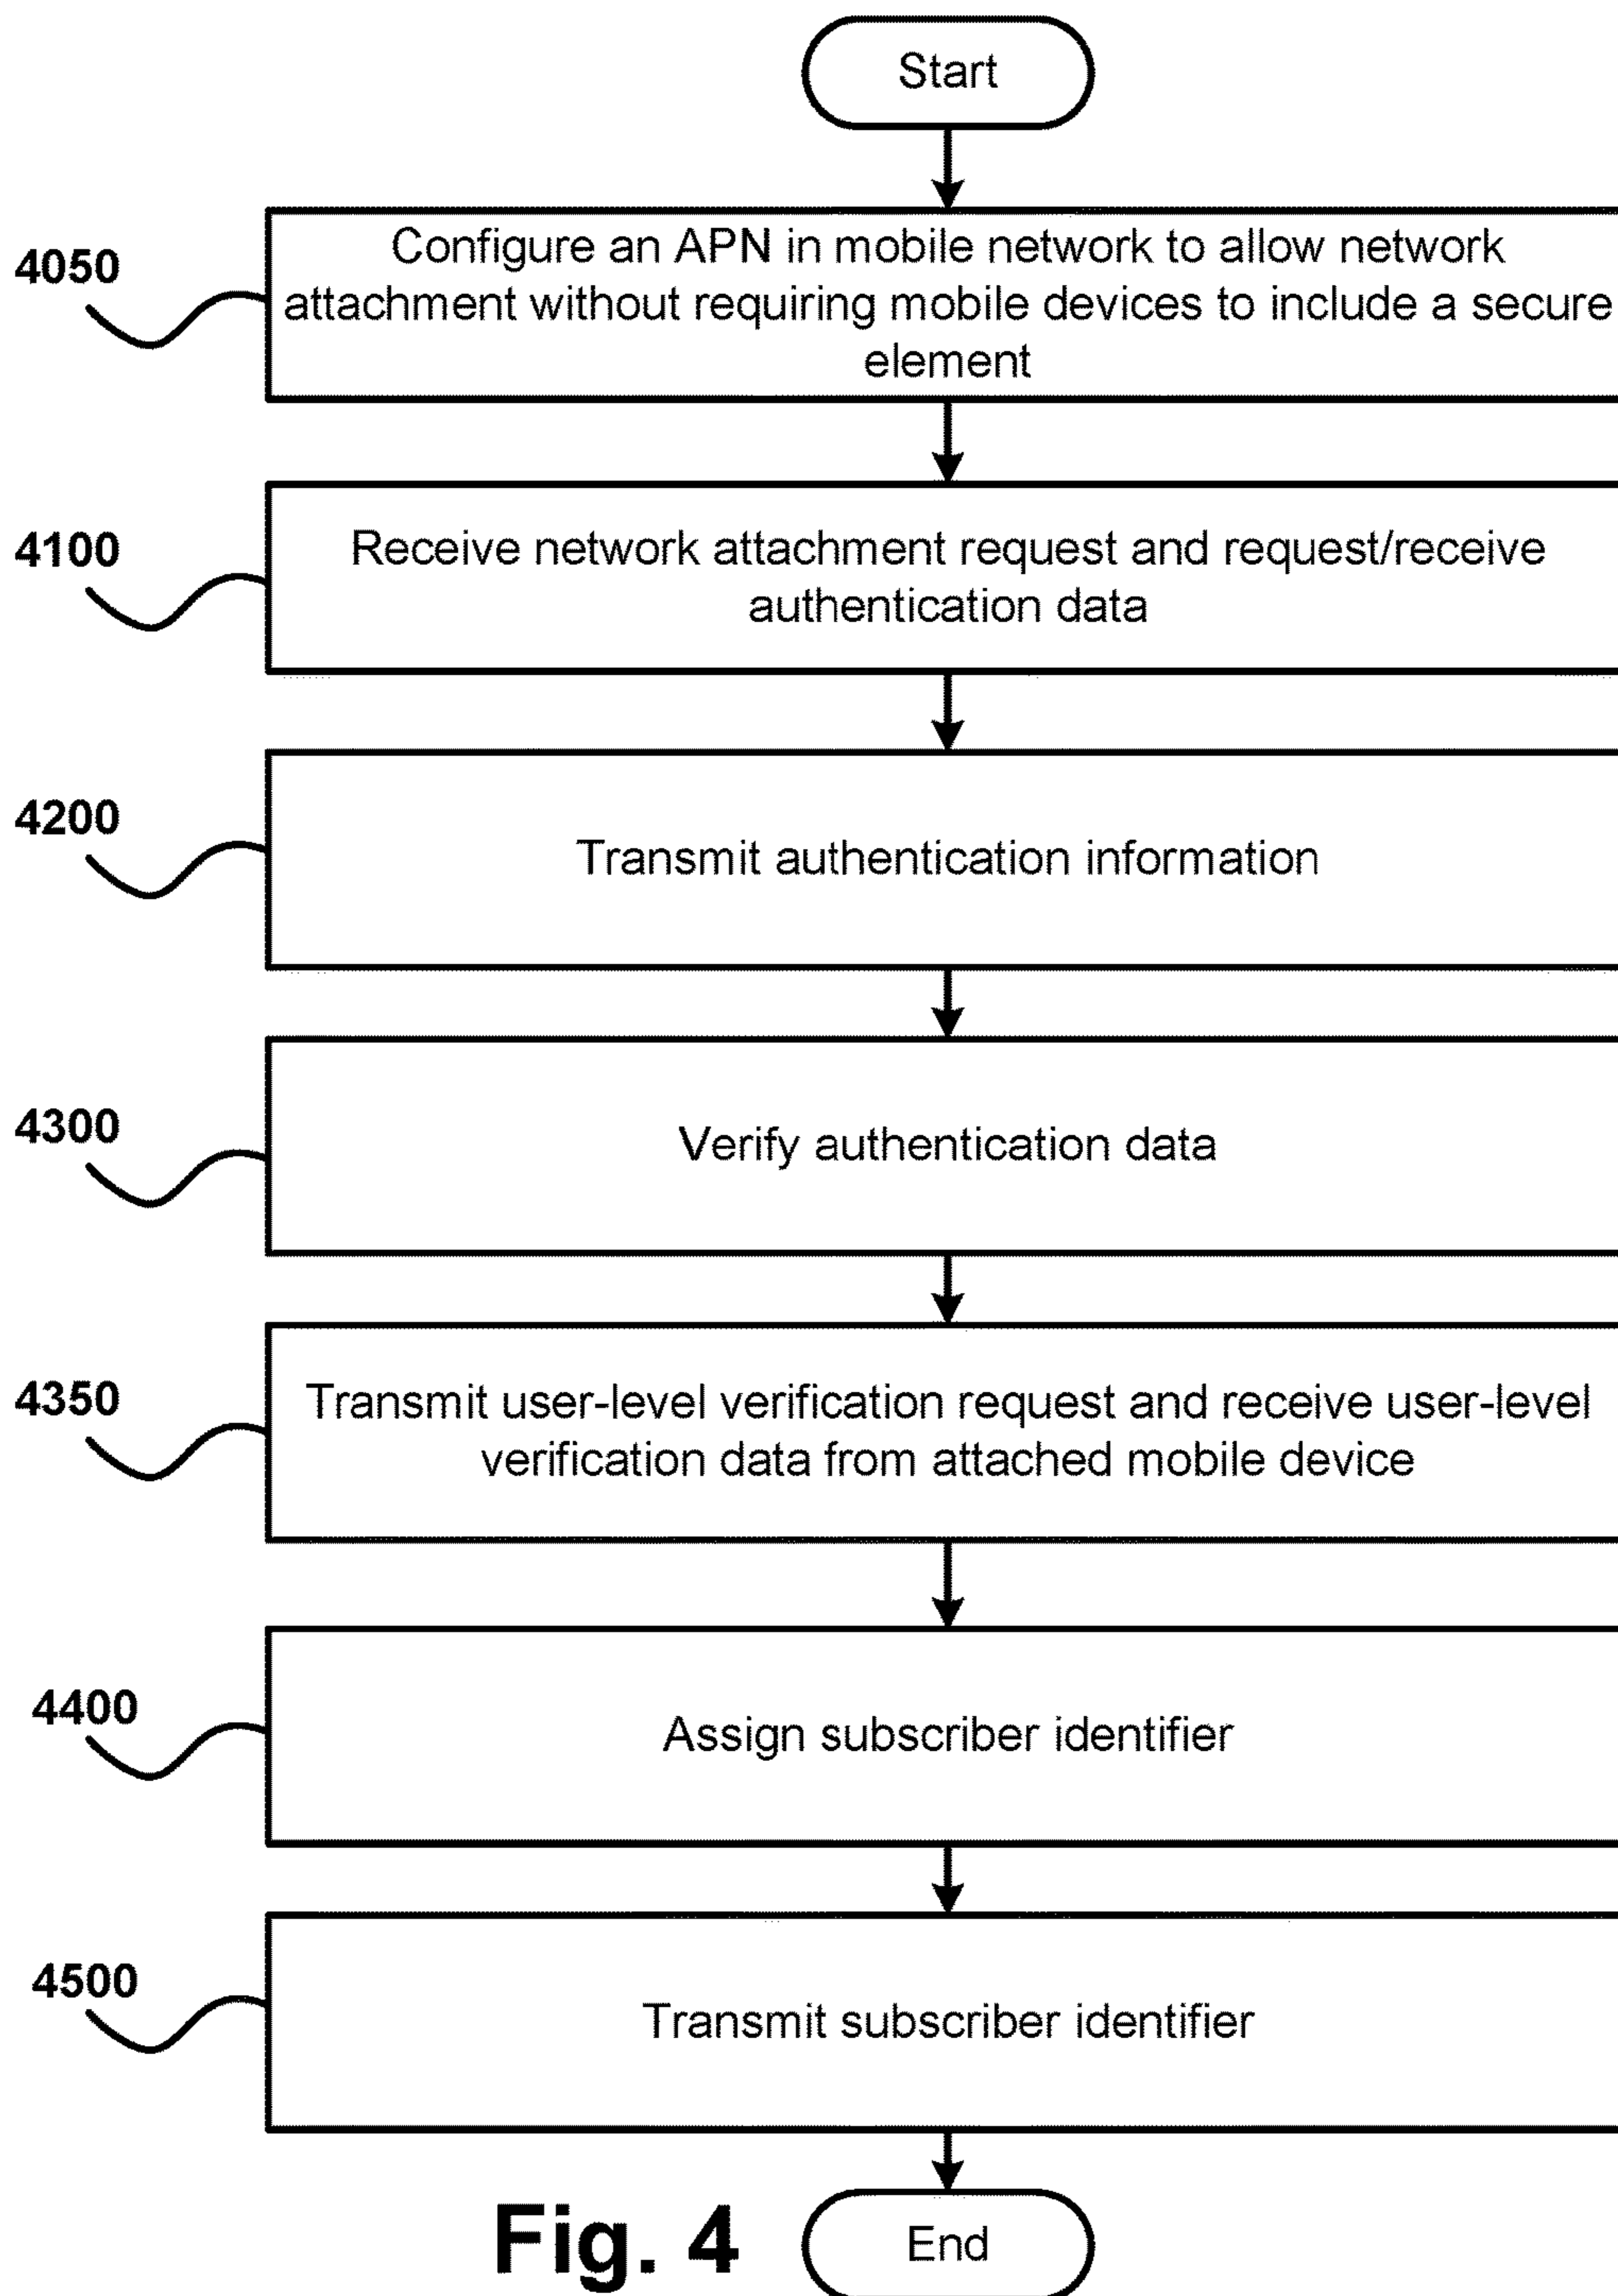 Start
4050
Configure an APN in mobile network to allow network
attachment without requiring mobile devices to include a secure
element
4100
Receive network attachment request and request/receive
authentication data
4200
Transmit authentication information
4300
Verify authentication data
4350
Transmit user-level verification request and receive user-level
verification data from attached mobile device
4400
Assign subscriber identifier
4500
Transmit subscriber identifier
Fig. 4
End